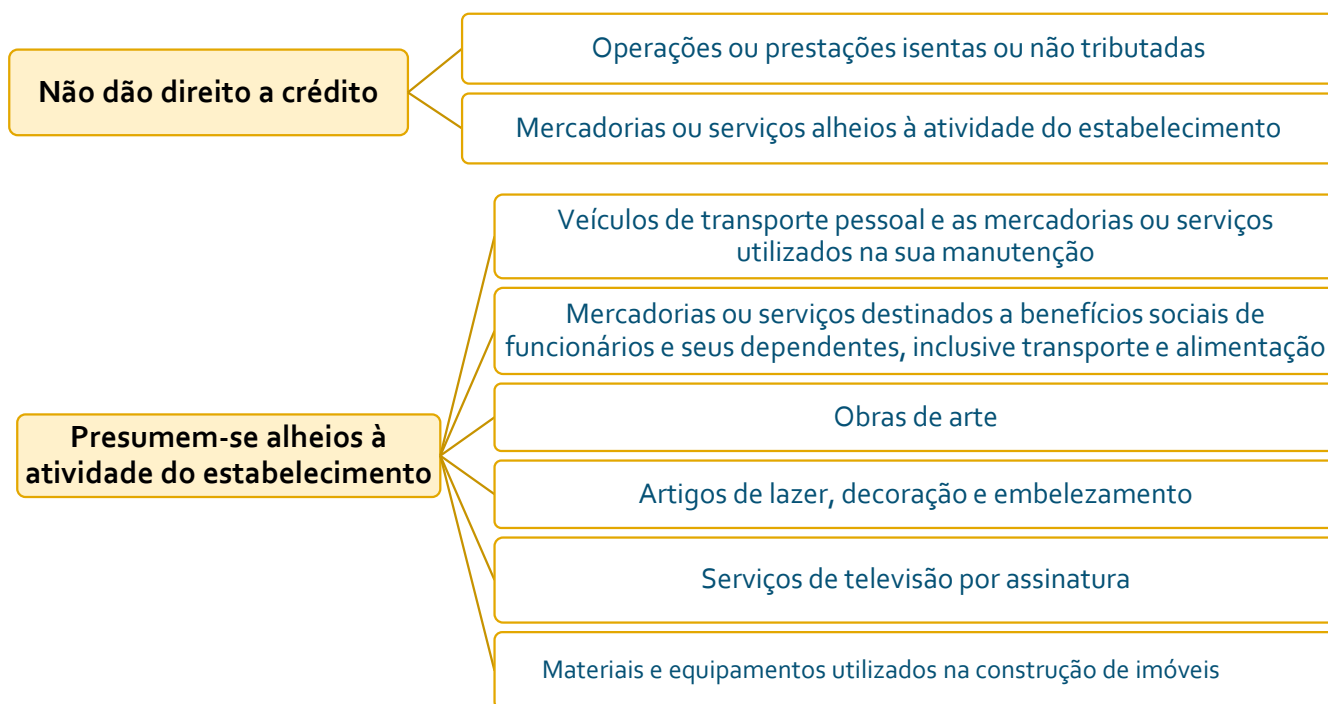 Não dão direito a crédito
Operações ou prestações isentas ou não tributadas
Mercadorias ou serviços alheios à atividade do estabelecimento
Presumem-se alheios à
atividade do estabelecimento
Veículos de transporte pessoal e as mercadorias ou serviços
utilizados na sua manutenção
Mercadorias ou serviços destinados a benefícios sociais de
funcionários e seus dependentes, inclusive transporte e alimentação
Obras de arte
Artigos de lazer, decoração e embelezamento
Serviços de televisão por assinatura
Materiais e equipamentos utilizados na construção de imóveis